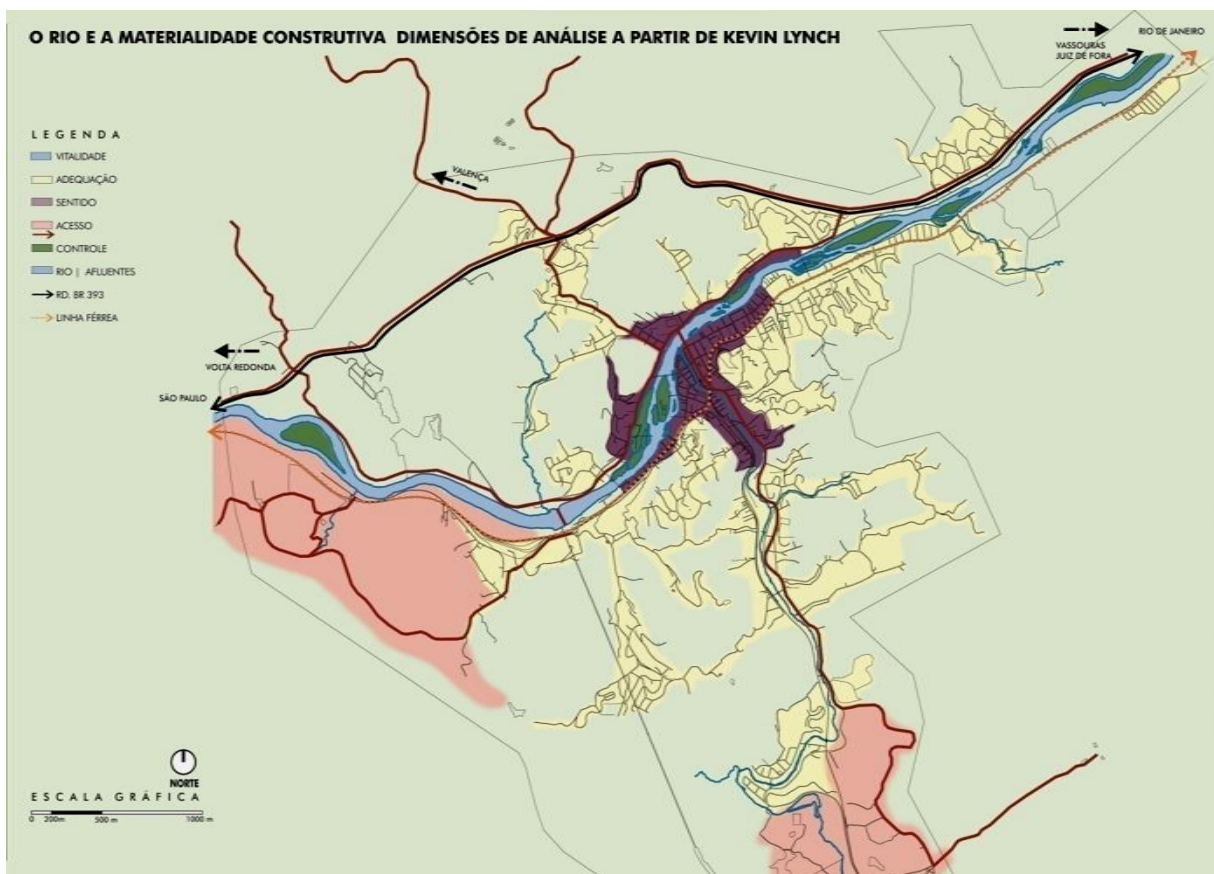 O RIO E A MATERIALIDADE CONSTRUTIVA DIMENSÕES DE ANÁLISE A PARTIR DE KEVIN LYNCH
RIO DE JANEIRO
VASSOURAS
JUIZ DE FORA
LEGENDA
VITALIDADE
ADEQUAÇÃO
SENTIDO
ACESSO
CONTROLE
RIO | AFLUENTES
RD. BR 393
LINHA FÉRREA
VALENÇA
VOLTA REDONDA
SÃO PAULO
NORTE
ESCALA GRÁFICA
0 200m 500 m 1000 m